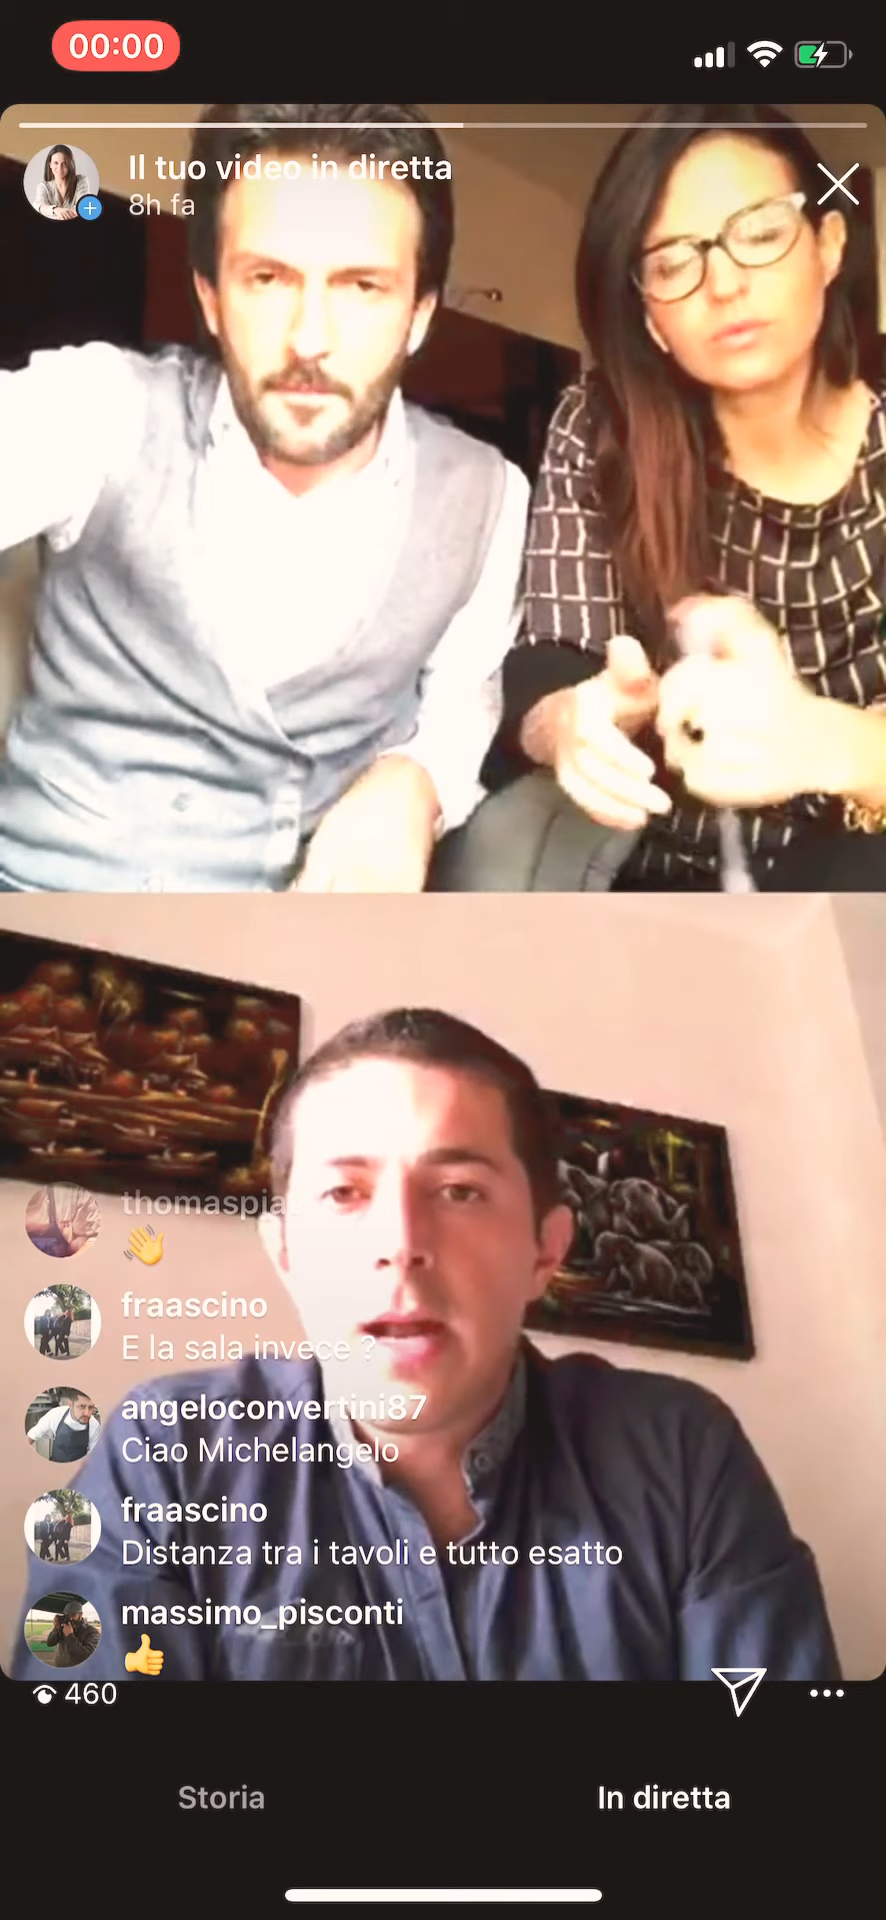 00:00
Il tuo video in diretta
8h fa
fraascino
E la sala invece ?
angeloconvertini87
Ciao Michelangelo
fraascino
Distanza tra i tavoli e tutto esatto
massimo_pisconti
460
Storia
In diretta